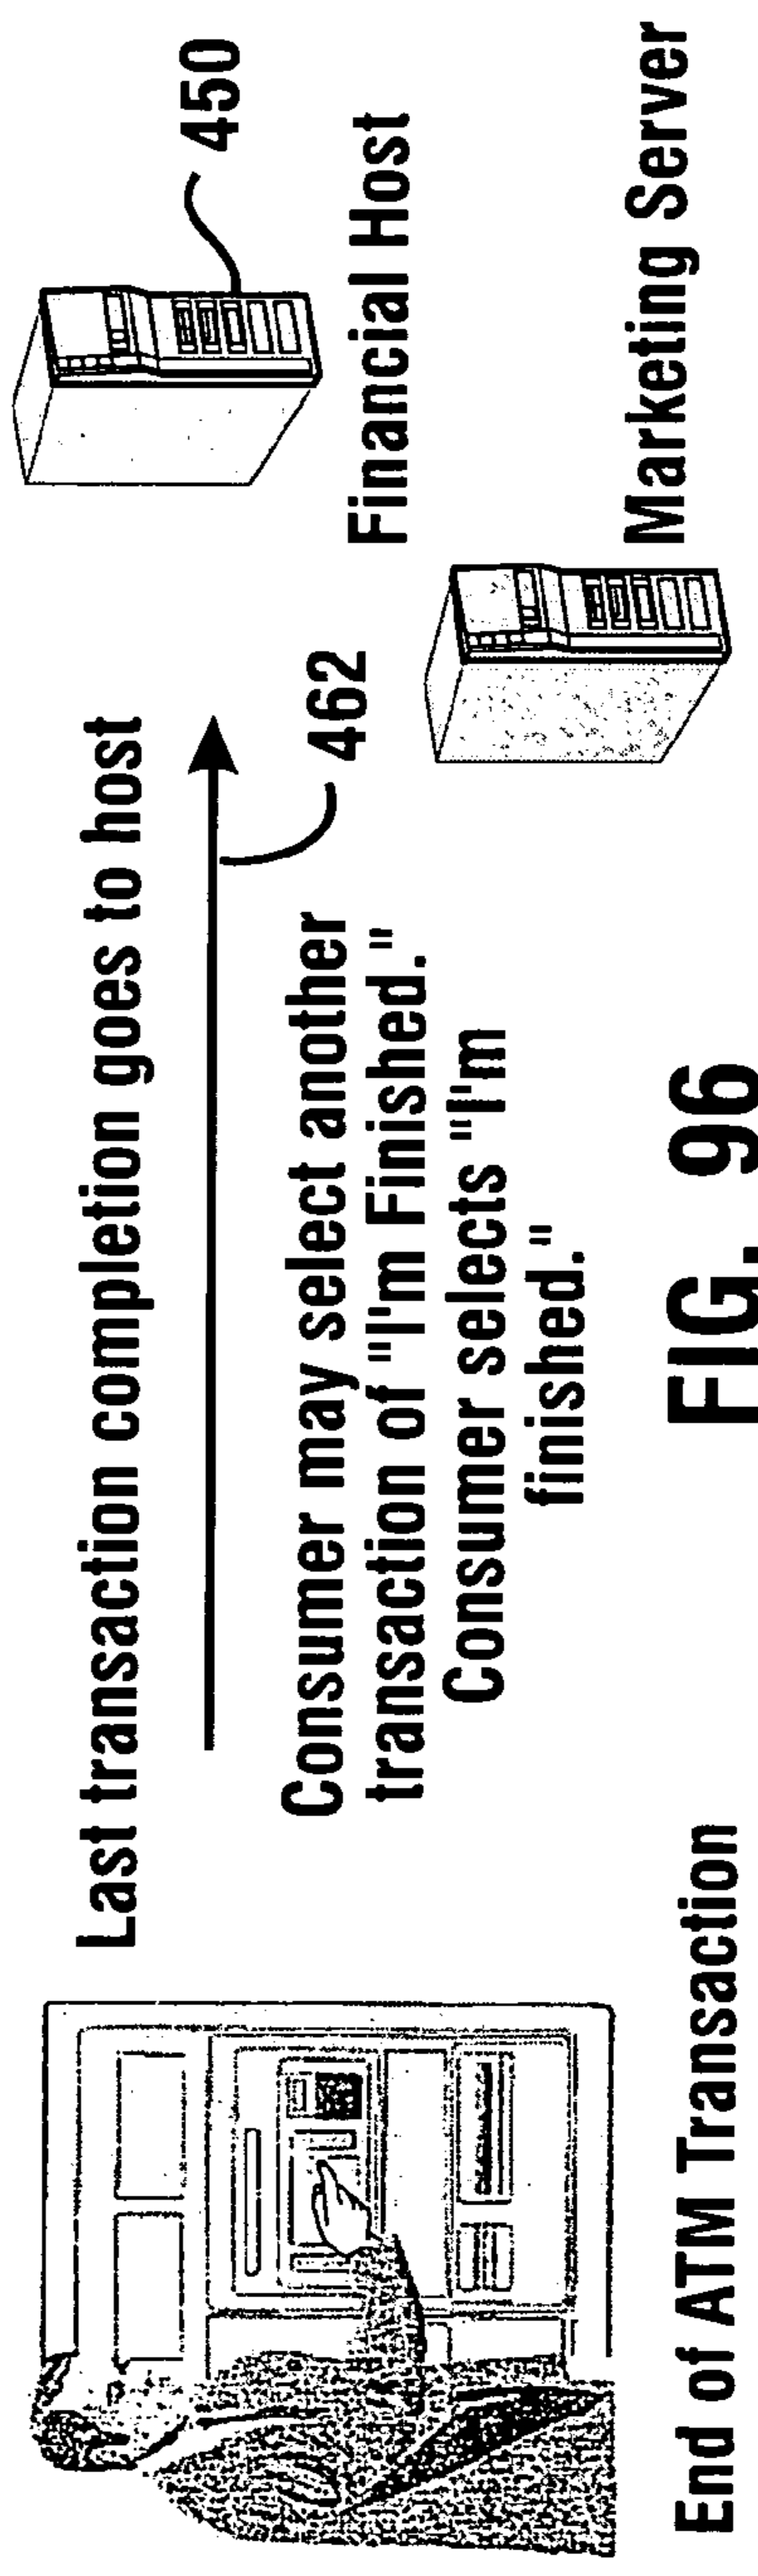 Last transaction completion goes to host
450
462
Financial Host
Consumer may select another
transaction of "I'm Finished."
Consumer selects "I'm
finished."
Marketing Server
End of ATM Transaction
FIG. 96